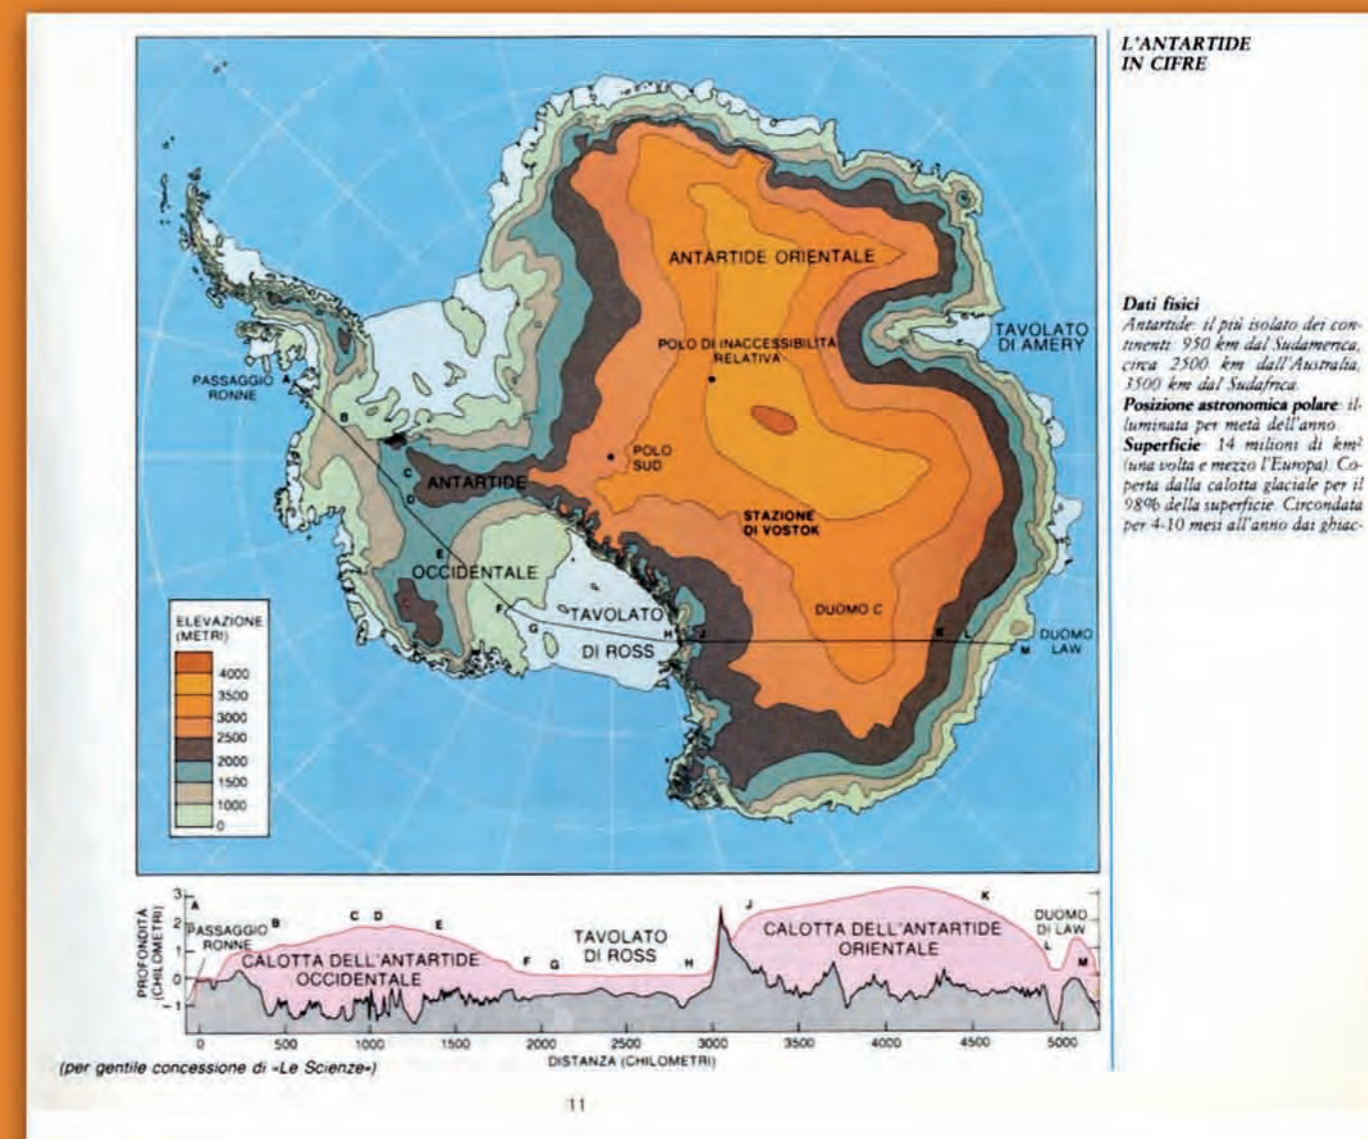 L'ANTARTIDE
IN CIFRE
ANTARTIDE ORIENTALE
TAVOLATO
DI AMERY
POLO DI INACCESSIBILITÀ
RELATIVA
PASSAGGIO A
RONNE
B
POLO
SUD
C
ANTARTIDE
D
STAZIONE
DI VOSTOK
E
OCCIDENTALE
F
TAVOLATO
DUOMO C
G
H
J
K
L
DUOMO
LAW
M
DI ROSS
ELEVAZIONE
(METRI)
4000
3500
3000
2500
2000
1500
1000
0
Dati fisici
Antartide: il più isolato dei con-
tinenti: 950 km dal Sudamerica,
circa 2500 km dall'Australia,
3500 km dal Sudafrica.
Posizione astronomica polare: il-
luminata per metà dell'anno.
Superficie: 14 milioni di km²
(una volta e mezzo l'Europa). Co-
perta dalla calotta glaciale per il
98% della superficie. Circondata
per 4-10 mesi all'anno dai ghiac-
PROFONDITÀ
(CHILOMETRI)
3
2
1
0
-1
A
PASSAGGIO
RONNE
B
C
D
E
CALOTTA DELL'ANTARTIDE
OCCIDENTALE
F
G
TAVOLATO
DI ROSS
H
J
CALOTTA DELL'ANTARTIDE
ORIENTALE
K
DUOMO
DI LAW
L
M
0 500 1000 1500 2000 2500 3000 3500 4000 4500 5000
DISTANZA (CHILOMETRI)
(per gentile concessione di «Le Scienze»)
11